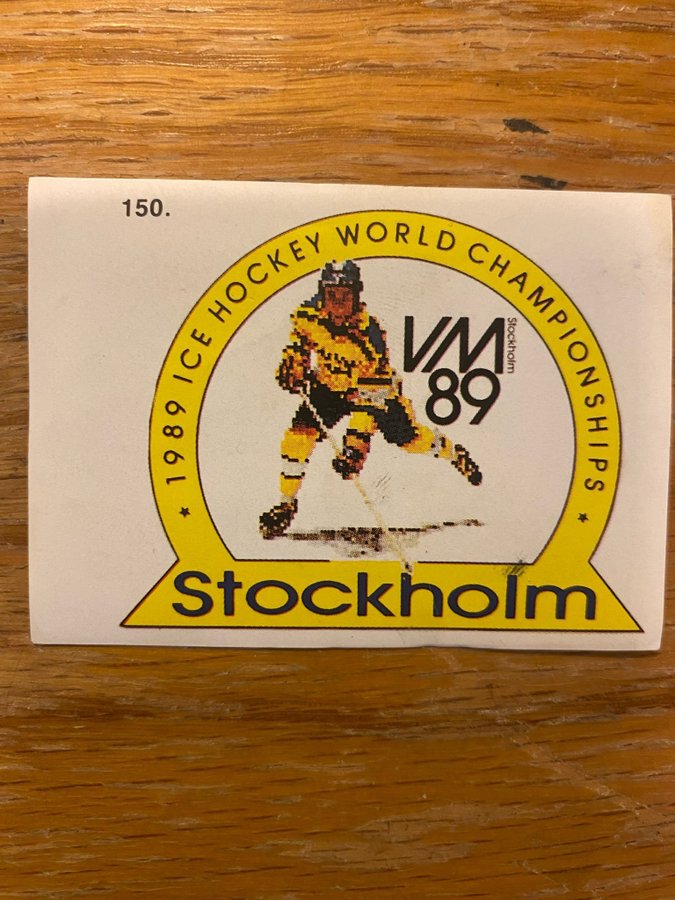 150.
★ 1989 ICE HOCKEY WORLD CHAMPIONSHIPS ★
VM
Stockholm
89
Stockholm